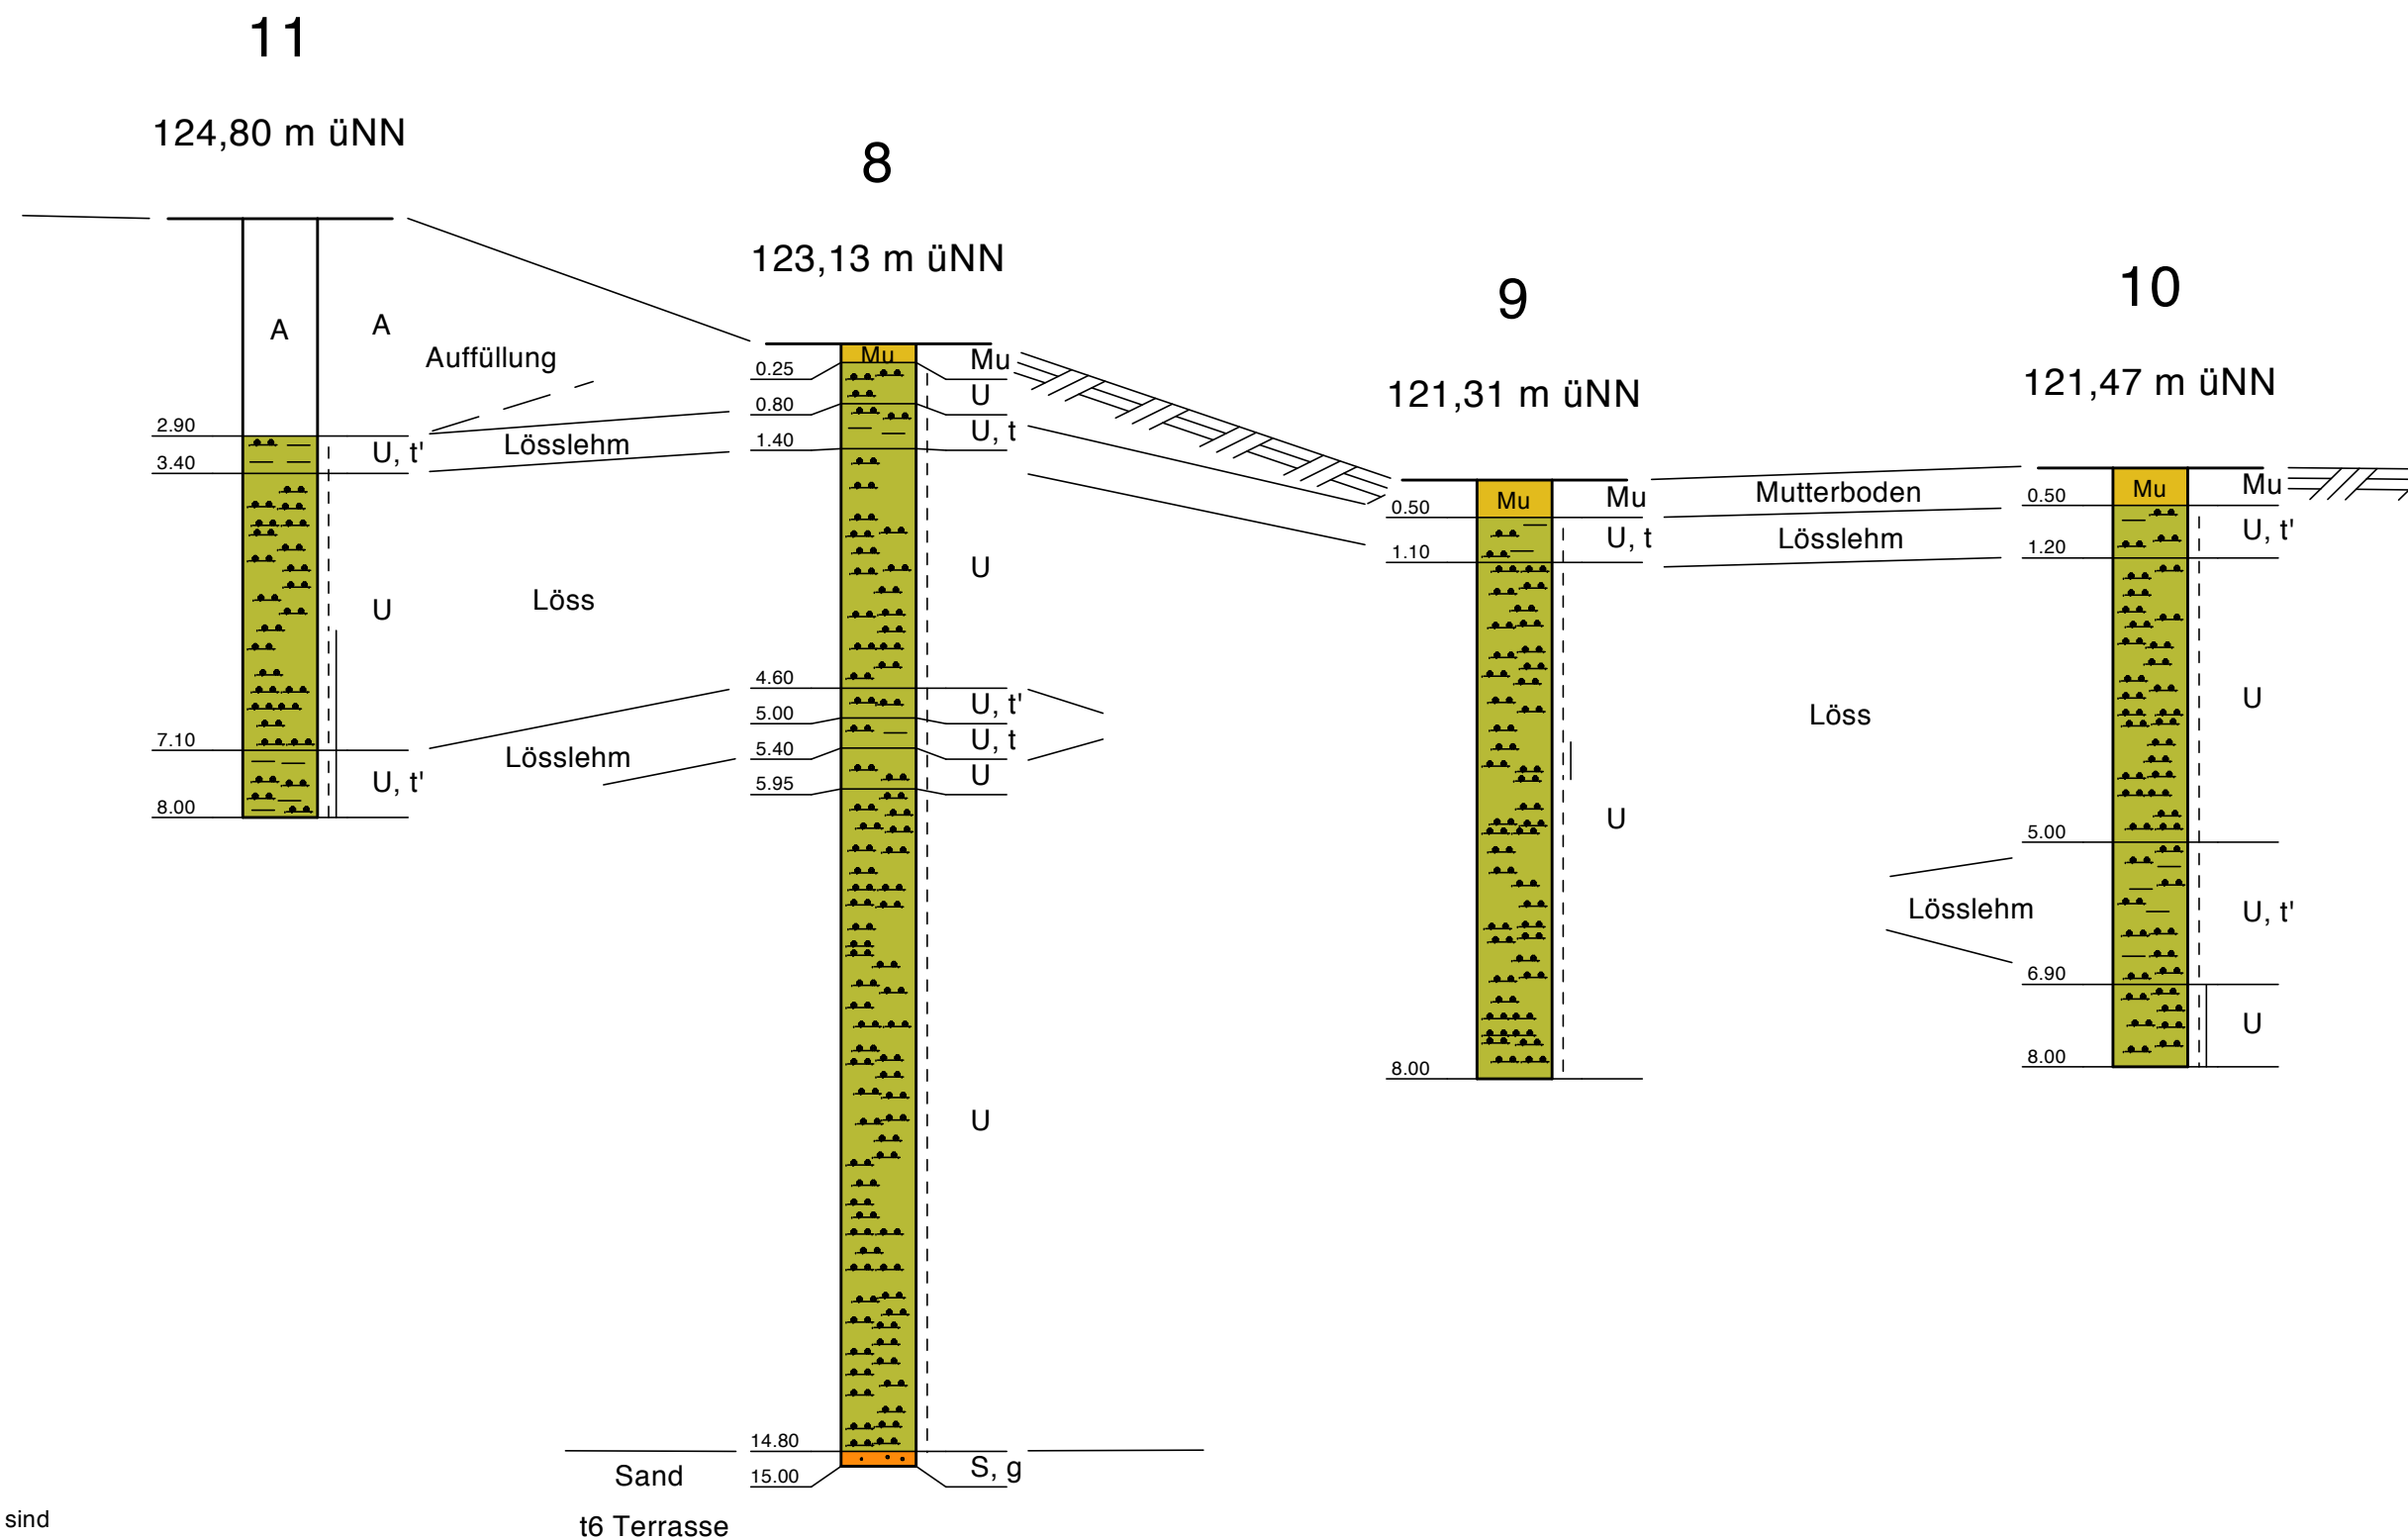 11
124,80 m üNN
A
A
Auffüllung
2.90
U, t'
Lösslehm
3.40
U
Löss
7.10
Lösslehm
U, t'
8.00
8
123,13 m üNN
Mu
Mu
0.25
U
0.80
U, t
1.40
U
4.60
U, t'
5.00
U, t
5.40
U
5.95
U
14.80
S, g
15.00
Sand
t6 Terrasse
sind
9
121,31 m üNN
Mu
Mu
0.50
U, t
1.10
U
8.00
Mutterboden
Lösslehm
Löss
Lösslehm
10
121,47 m üNN
Mu
Mu
0.50
U, t'
1.20
U
5.00
U, t'
6.90
U
8.00